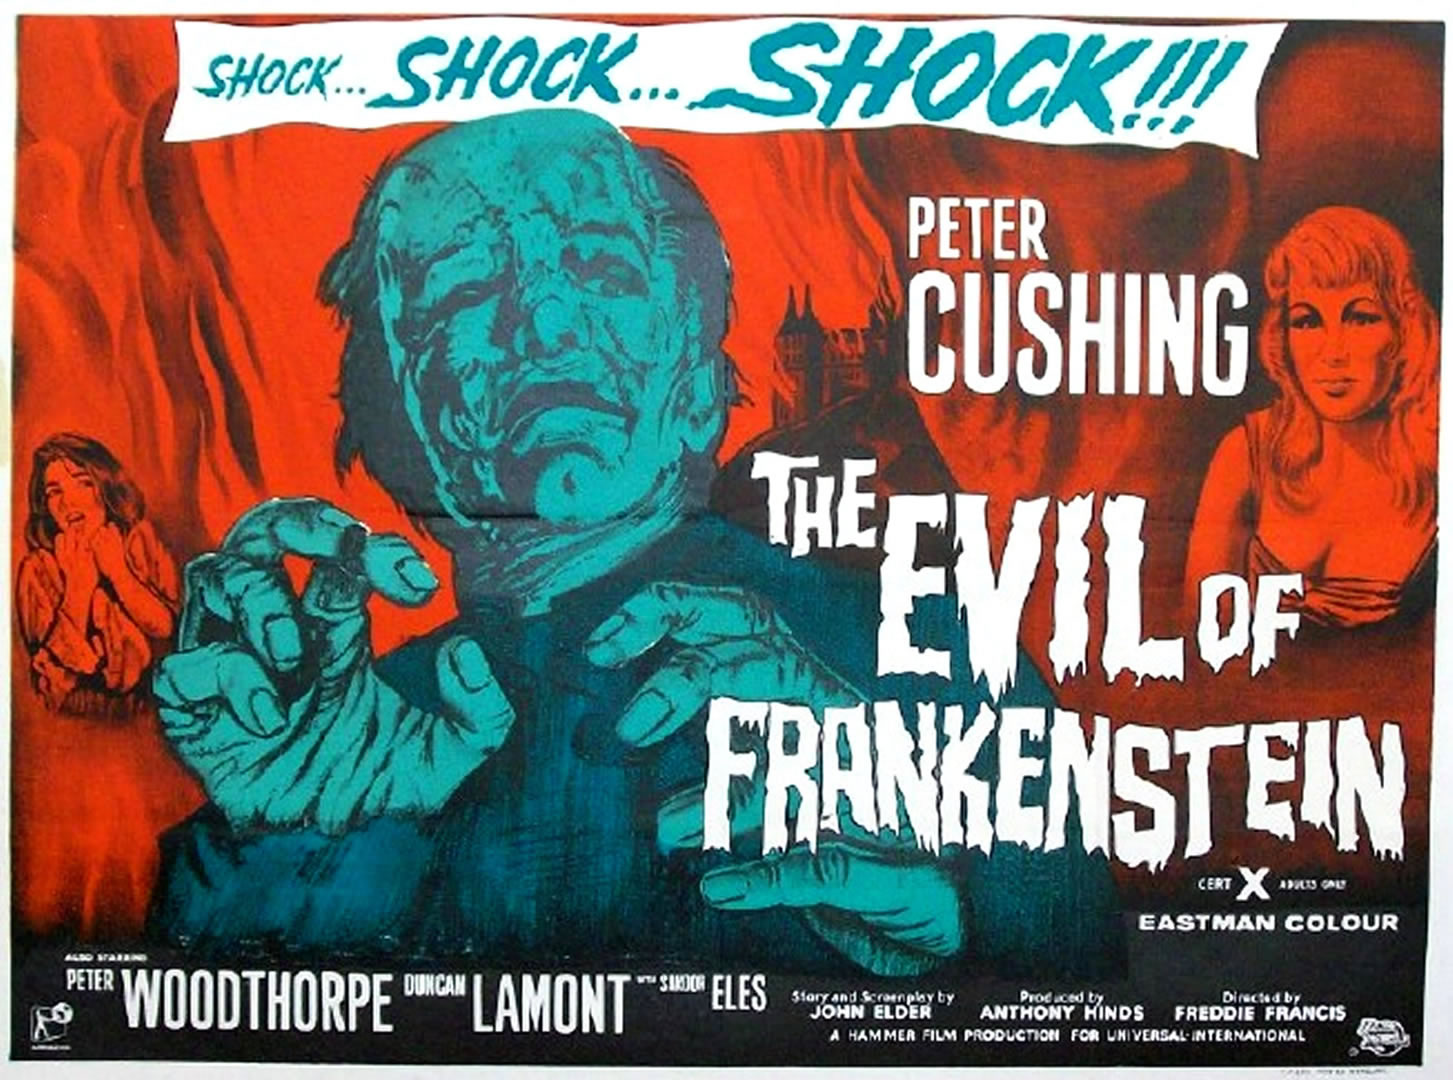 SHOCK... SHOCK... SHOCK!!!
PETER
CUSHING
THE EVIL OF
FRANKENSTEIN
CERT X ADULTS ONLY
EASTMAN COLOUR
ALSO STARRING
PETER WOODTHORPE DUNCAN LAMONT WITH SANDOR ELES
Story and Screenplay by
JOHN ELDER
Produced by
ANTHONY HINDS
Directed by
FREDDIE FRANCIS
A HAMMER FILM PRODUCTION FOR UNIVERSAL-INTERNATIONAL